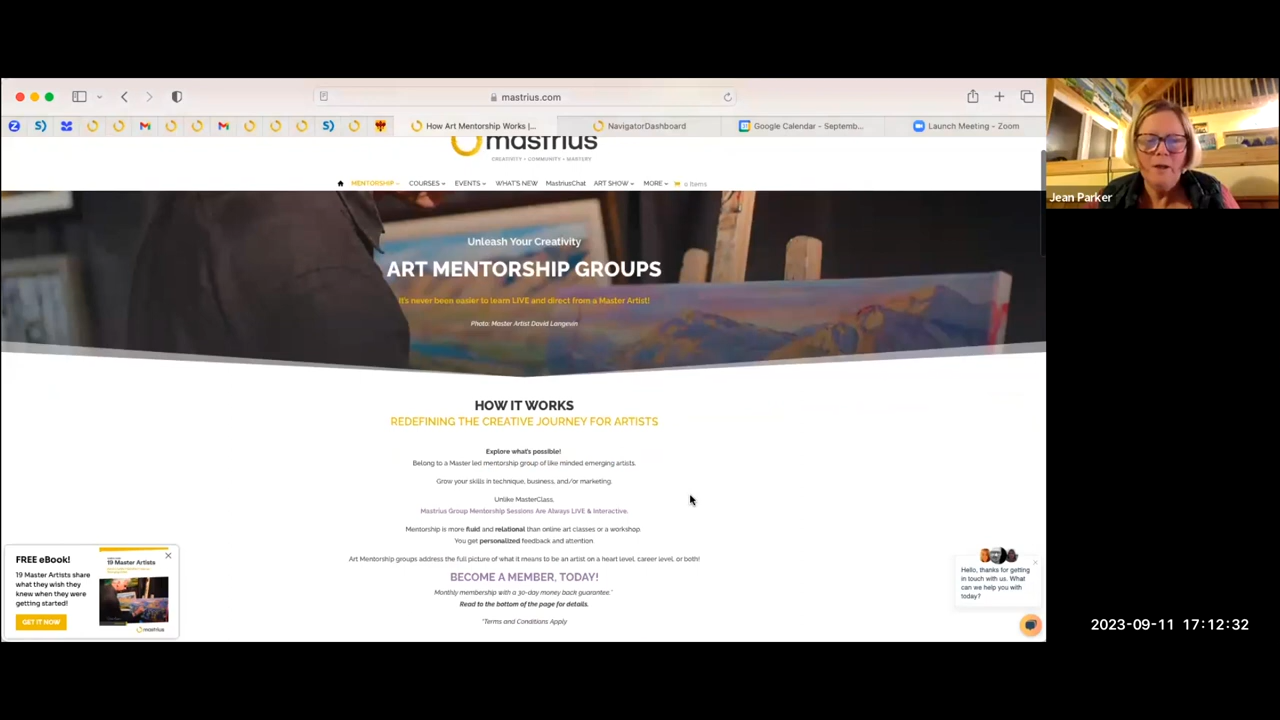 mastrius.com
How Art Mentorship Works |...
NavigatorDashboard
Google Calendar - Septemb...
Launch Meeting - Zoom
mastrius
CREATIVITY • COMMUNITY • MASTERY
MENTORSHIP
COURSES
EVENTS
WHAT'S NEW
MastriusChat
ART SHOW
MORE
0 Items
Jean Parker
Unleash Your Creativity
ART MENTORSHIP GROUPS
It's never been easier to learn LIVE and direct from a Master Artist!
Photo: Master Artist David Langevin
HOW IT WORKS
REDEFINING THE CREATIVE JOURNEY FOR ARTISTS
Explore what's possible!
Belong to a Master led mentorship group of like minded emerging artists.
Grow your skills in technique, business, and/or marketing.
Unlike MasterClass,
Mastrius Group Mentorship Sessions Are Always LIVE & Interactive.
Mentorship is more fluid and relational than online art classes or a workshop.
You get personalized feedback and attention
Art Mentorship groups address the full picture of what it means to be an artist on a heart level, career level, or both!
BECOME A MEMBER, TODAY!
Monthly membership with a 30-day money back guarantee.*
Read to the bottom of the page for details.
*Terms and Conditions Apply
FREE eBook!
19 Master Artists share
what they wish they
knew when they were
getting started!
GET IT NOW
19 Master Artists
mastrius
Hello, thanks for getting
in touch with us. What
can we help you with
today?
2023-09-11 17:12:32